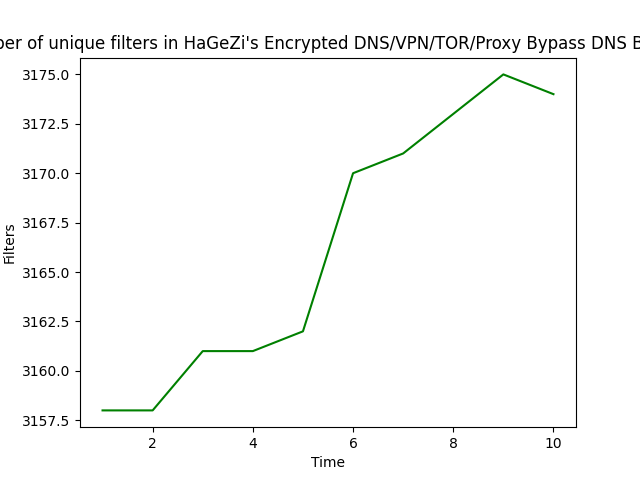 ber of unique filters in HaGeZi's Encrypted DNS/VPN/TOR/Proxy Bypass DNS B
3175.0
3172.5
3170.0
3167.5
3165.0
3162.5
3160.0
3157.5
Filters
2 4 6 8 10
Time